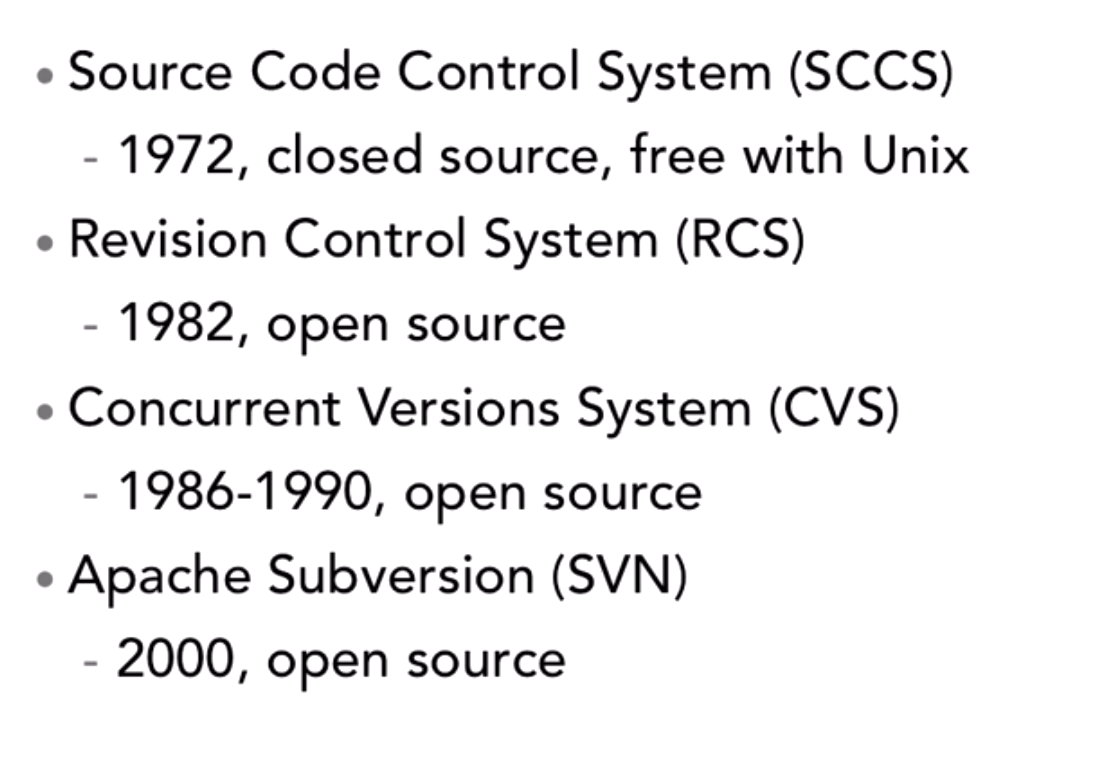 • Source Code Control System (SCCS)
- 1972, closed source, free with Unix
• Revision Control System (RCS)
- 1982, open source
• Concurrent Versions System (CVS)
- 1986-1990, open source
• Apache Subversion (SVN)
- 2000, open source